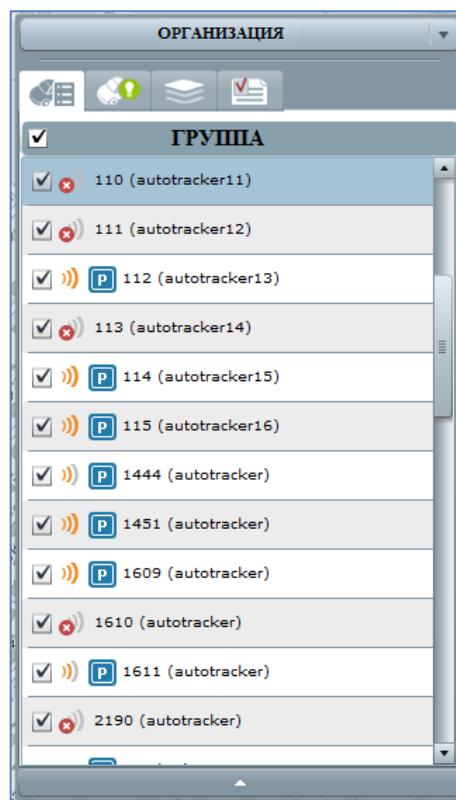 ОРГАНИЗАЦИЯ
ГРУППА
110 (autotracker11)
111 (autotracker12)
P 112 (autotracker13)
113 (autotracker14)
P 114 (autotracker15)
P 115 (autotracker16)
P 1444 (autotracker)
P 1451 (autotracker)
P 1609 (autotracker)
1610 (autotracker)
P 1611 (autotracker)
2190 (autotracker)